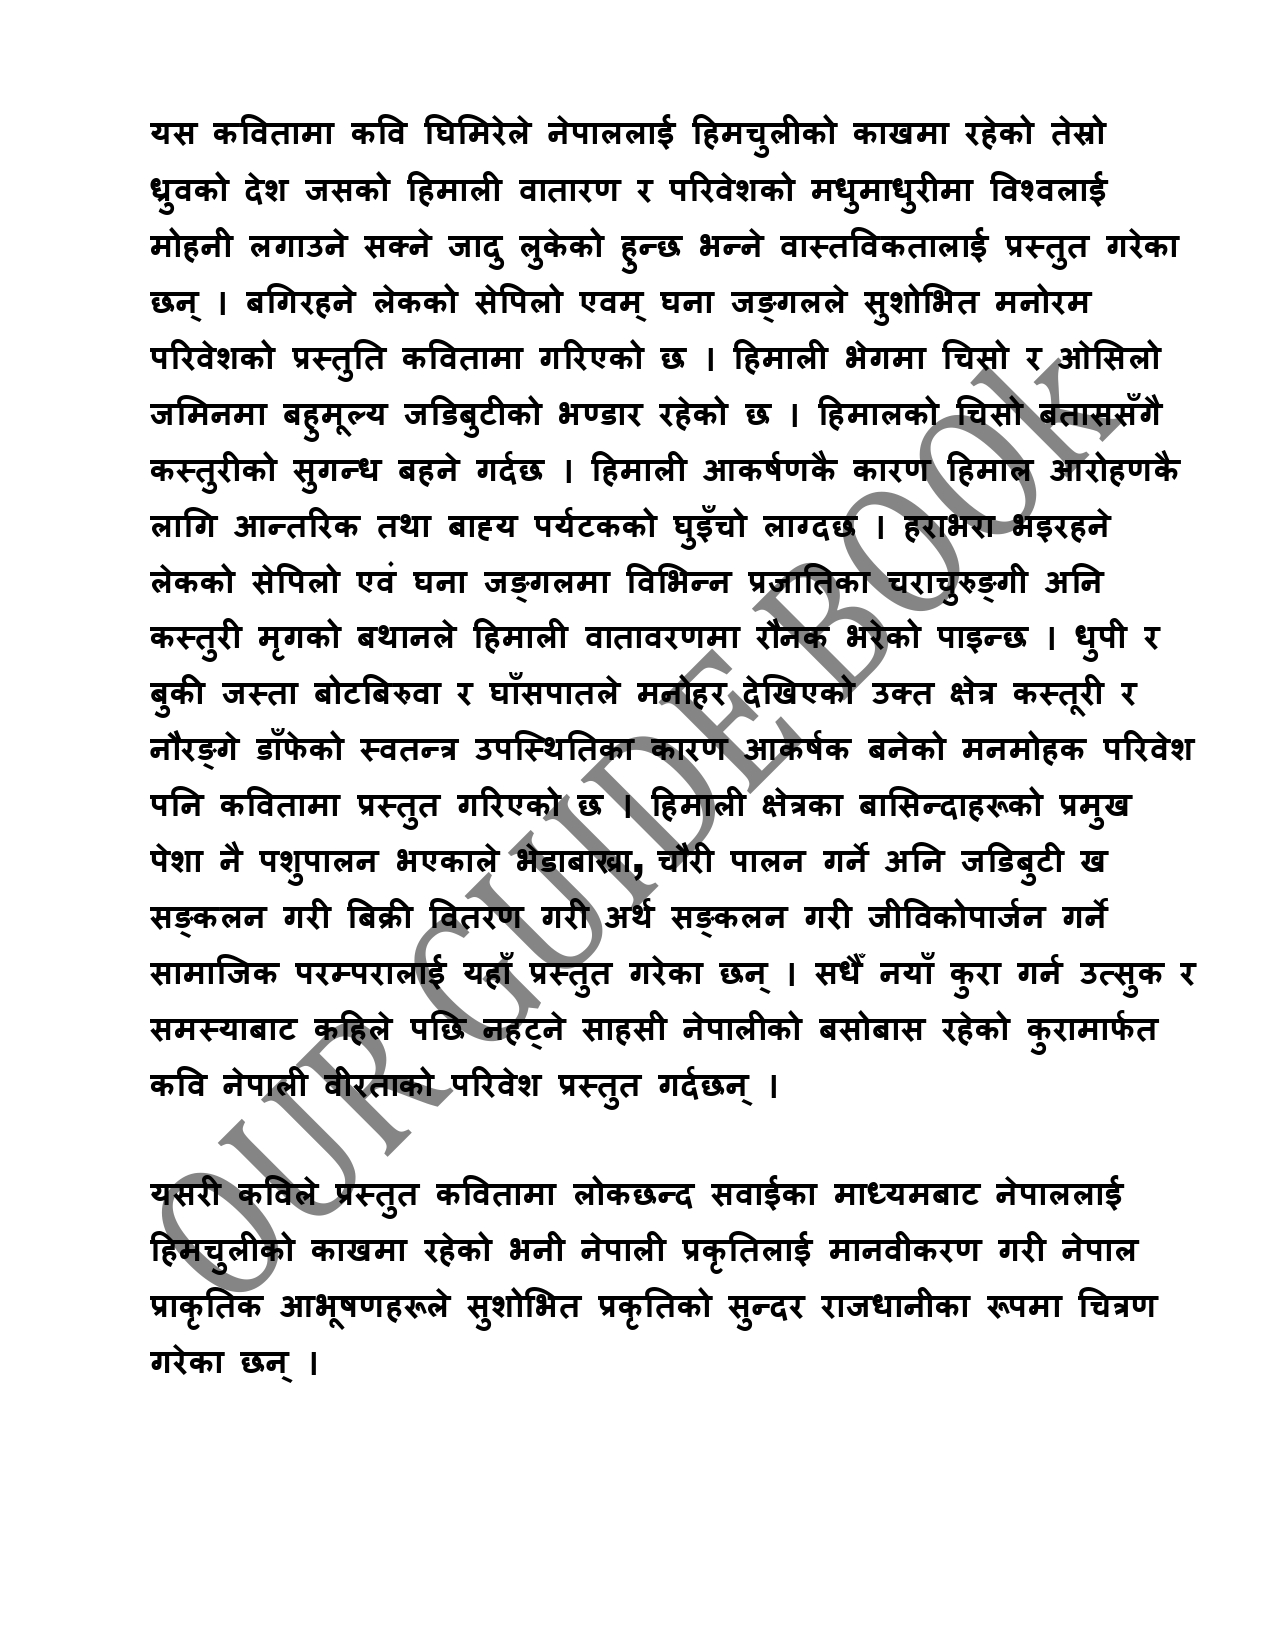 यस कवितामा कवि घिमिरेले नेपाललाई हिमचुलीको काखमा रहेको तेस्रो
ध्रुवको देश जसको हिमाली वातारण र परिवेशको मधुमाधुरीमा विश्वलाई
मोहनी लगाउने सक्ने जादु लुकेको हुन्छ भन्ने वास्तविकतालाई प्रस्तुत गरेका
छन् । बगिरहने लेकको सेपिलो एवम् घना जङ्गलले सुशोभित मनोरम
परिवेशको प्रस्तुति कवितामा गरिएको छ । हिमाली भेगमा चिसो र ओसिलो
जमिनमा बहुमूल्य जडिबुटीको भण्डार रहेको छ । हिमालको चिसो बताससँगै
कस्तुरीको सुगन्ध बहने गर्दछ । हिमाली आकर्षणकै कारण हिमाल आरोहणकै
लागि आन्तरिक तथा बाह्य पर्यटकको घुइँचो लाग्दछ । हराभरा भइरहने
लेकको सेपिलो एवं घना जङ्गलमा विभिन्न प्रजातिका चराचुरुङ्गी अनि
कस्तुरी मृगको बथानले हिमाली वातावरणमा रौनक भरेको पाइन्छ । धुपी र
बुकी जस्ता बोटबिरुवा र घाँसपातले मनोहर देखिएको उक्त क्षेत्र कस्तूरी र
नौरङ्गे डाँफेको स्वतन्त्र उपस्थितिका कारण आकर्षक बनेको मनमोहक परिवेश
पनि कवितामा प्रस्तुत गरिएको छ । हिमाली क्षेत्रका बासिन्दाहरूको प्रमुख
पेशा नै पशुपालन भएकाले भेडाबाख्रा, चौरी पालन गर्ने अनि जडिबुटी ख
सङ्कलन गरी बिक्री वितरण गरी अर्थ सङ्कलन गरी जीविकोपार्जन गर्ने
सामाजिक परम्परालाई यहाँ प्रस्तुत गरेका छन् । सधैँ नयाँ कुरा गर्न उत्सुक र
समस्याबाट कहिले पछि नहट्ने साहसी नेपालीको बसोबास रहेको कुरामार्फत
कवि नेपाली वीरताको परिवेश प्रस्तुत गर्दछन् ।
यसरी कविले प्रस्तुत कवितामा लोकछन्द सवाईका माध्यमबाट नेपाललाई
हिमचुलीको काखमा रहेको भनी नेपाली प्रकृतिलाई मानवीकरण गरी नेपाल
प्राकृतिक आभूषणहरूले सुशोभित प्रकृतिको सुन्दर राजधानीका रूपमा चित्रण
गरेका छन् ।
OUR GUIDE BOOk